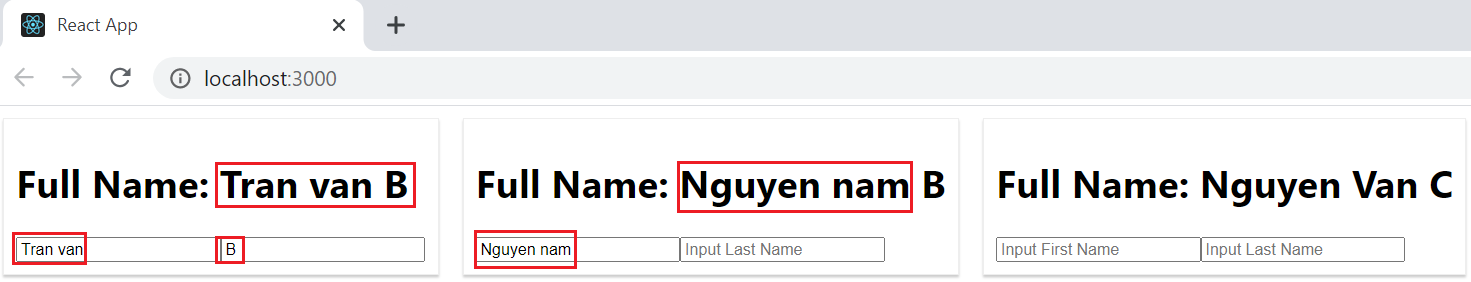 React App
localhost:3000
Full Name: Tran van B
Tran van B
Full Name: Nguyen nam B
Nguyen nam Input Last Name
Full Name: Nguyen Van C
Input First Name Input Last Name